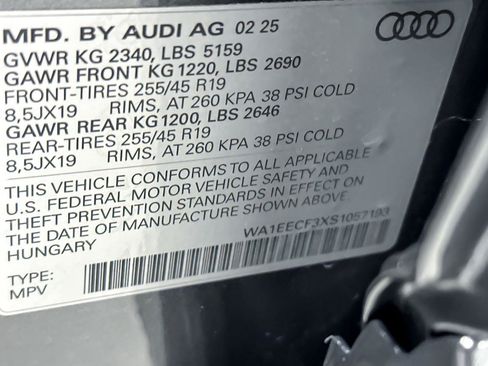 MFD. BY AUDI AG 02 25
GVWR KG 2340, LBS 5159
GAWR FRONT KG 1220, LBS 2690
FRONT-TIRES 255/45 R19
8,5JX19 RIMS, AT 260 KPA 38 PSI COLD
GAWR REAR KG 1200, LBS 2646
REAR-TIRES 255/45 R19
8,5JX19 RIMS, AT 260 KPA 38 PSI COLD
THIS VEHICLE CONFORMS TO ALL APPLICABLE
U.S. FEDERAL MOTOR VEHICLE SAFETY AND
THEFT PREVENTION STANDARDS IN EFFECT ON
THE DATE OF MANUFACTURE SHOWN ABOVE
HUNGARY
WA1EECF3XS1057193
TYPE:
MPV